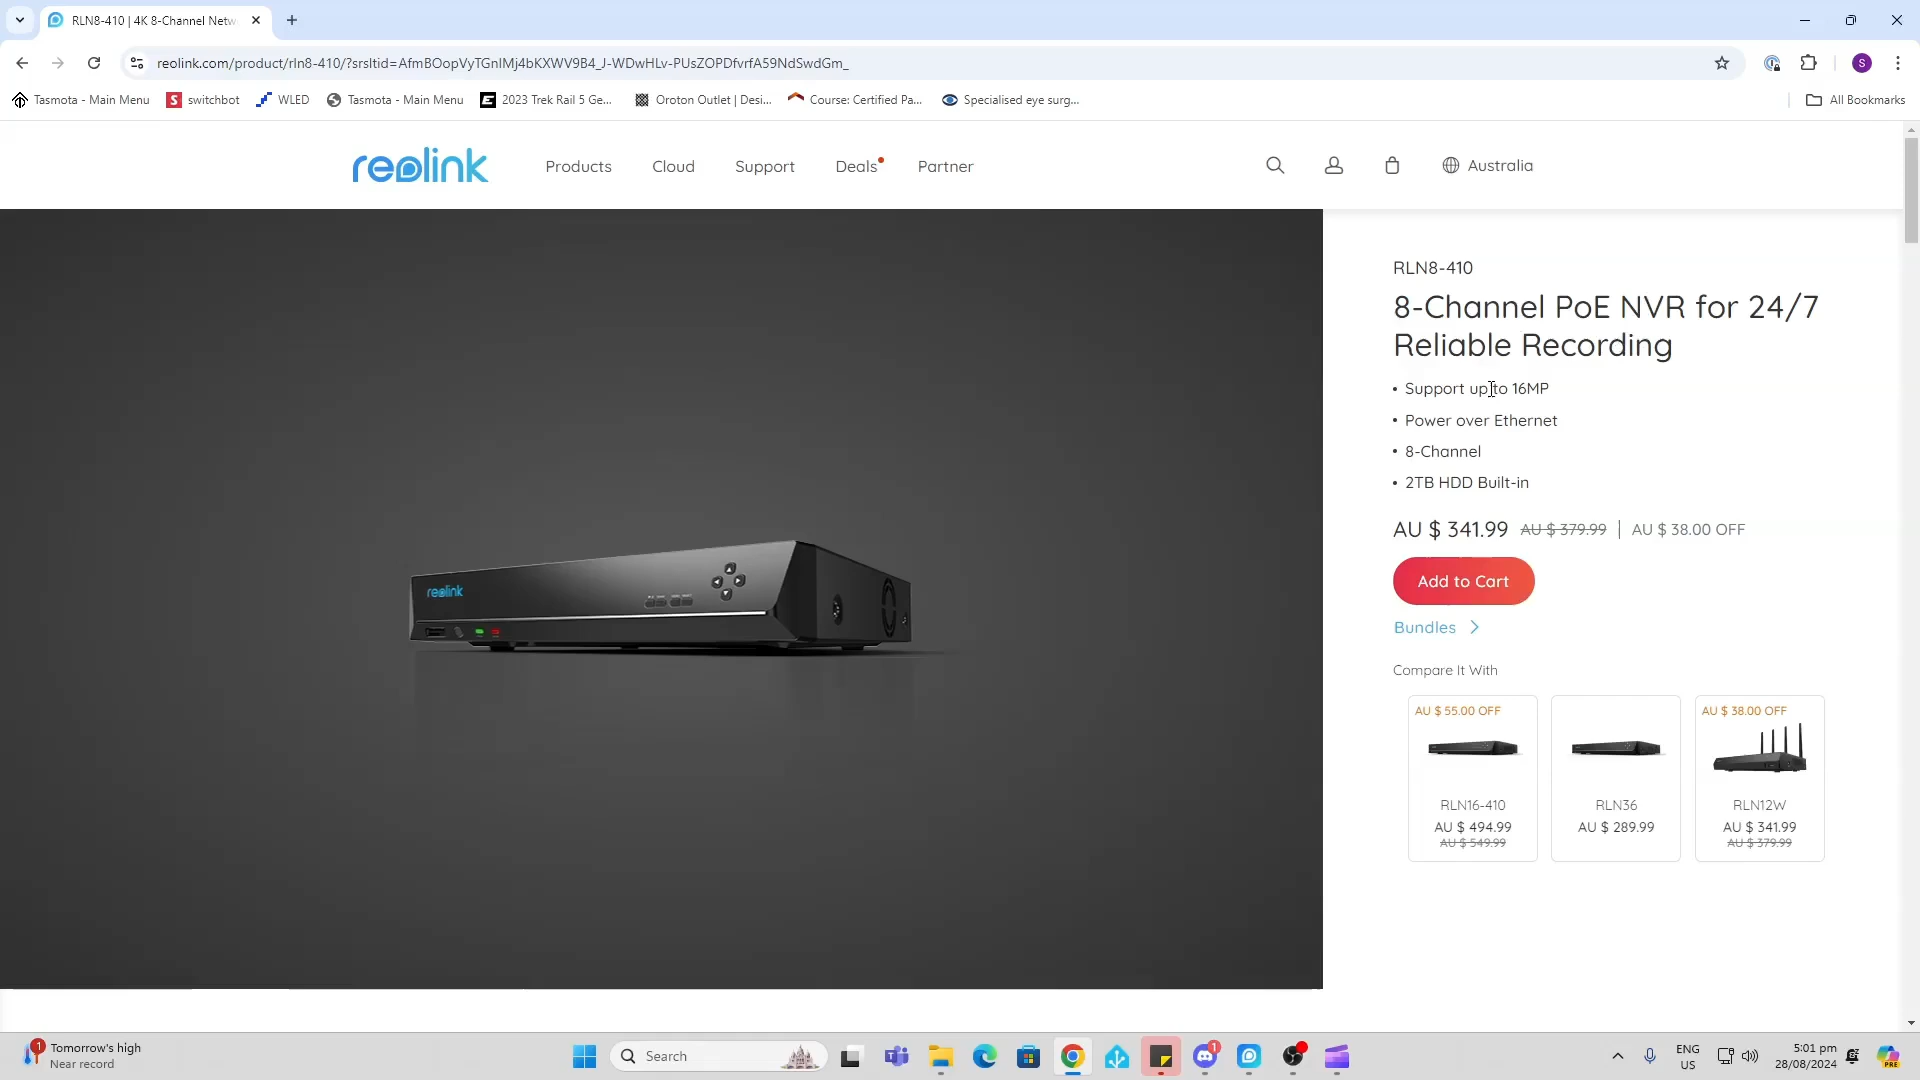 RLN8-410 | 4K 8-Channel Netw
reolink.com/product/rln8-410/?srsltid=AfmBOopVyTGnIMj4bKXWV9B4_J-WDwHLv-PUsZOPDfvrfA59NdSwdGm_
S
Tasmota - Main Menu
switchbot
WLED
Tasmota - Main Menu
2023 Trek Rail 5 Ge...
Oroton Outlet | Desi...
Course: Certified Pa...
Specialised eye surg...
All Bookmarks
reolink
Products
Cloud
Support
Deals
Partner
Australia
reolink
RLN8-410
8-Channel PoE NVR for 24/7
Reliable Recording
• Support up to 16MP
• Power over Ethernet
• 8-Channel
• 2TB HDD Built-in
AU $ 341.99 AU $ 379.99 | AU $ 38.00 OFF
Add to Cart
Bundles
Compare It With
AU $ 55.00 OFF
RLN16-410
AU $ 494.99
AU $ 549.99
RLN36
AU $ 289.99
AU $ 38.00 OFF
RLN12W
AU $ 341.99
AU $ 379.99
1
Tomorrow's high
Near record
Search
1
ENG
US
5:01 pm
28/08/2024
PRE